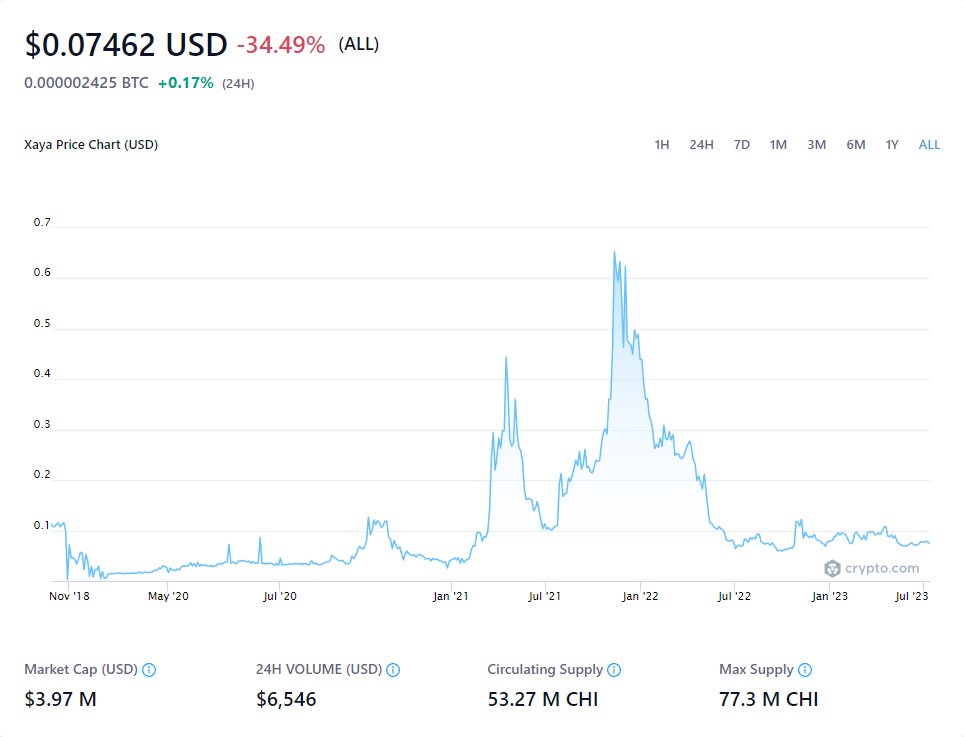 $0.07462 USD -34.49% (ALL)
0.000002425 BTC +0.17% (24H)
Xaya Price Chart (USD) 1H 24H 7D 1M 3M 6M 1Y ALL
0.7
0.6
0.5
0.4
0.3
0.2
0.1
crypto.com
Nov '18 May '20 Jul '20 Jan '21 Jul '21 Jan '22 Jul '22 Jan '23 Jul '23
Market Cap (USD) 24H VOLUME (USD) Circulating Supply Max Supply
$3.97 M $6,546 53.27 M CHI 77.3 M CHI